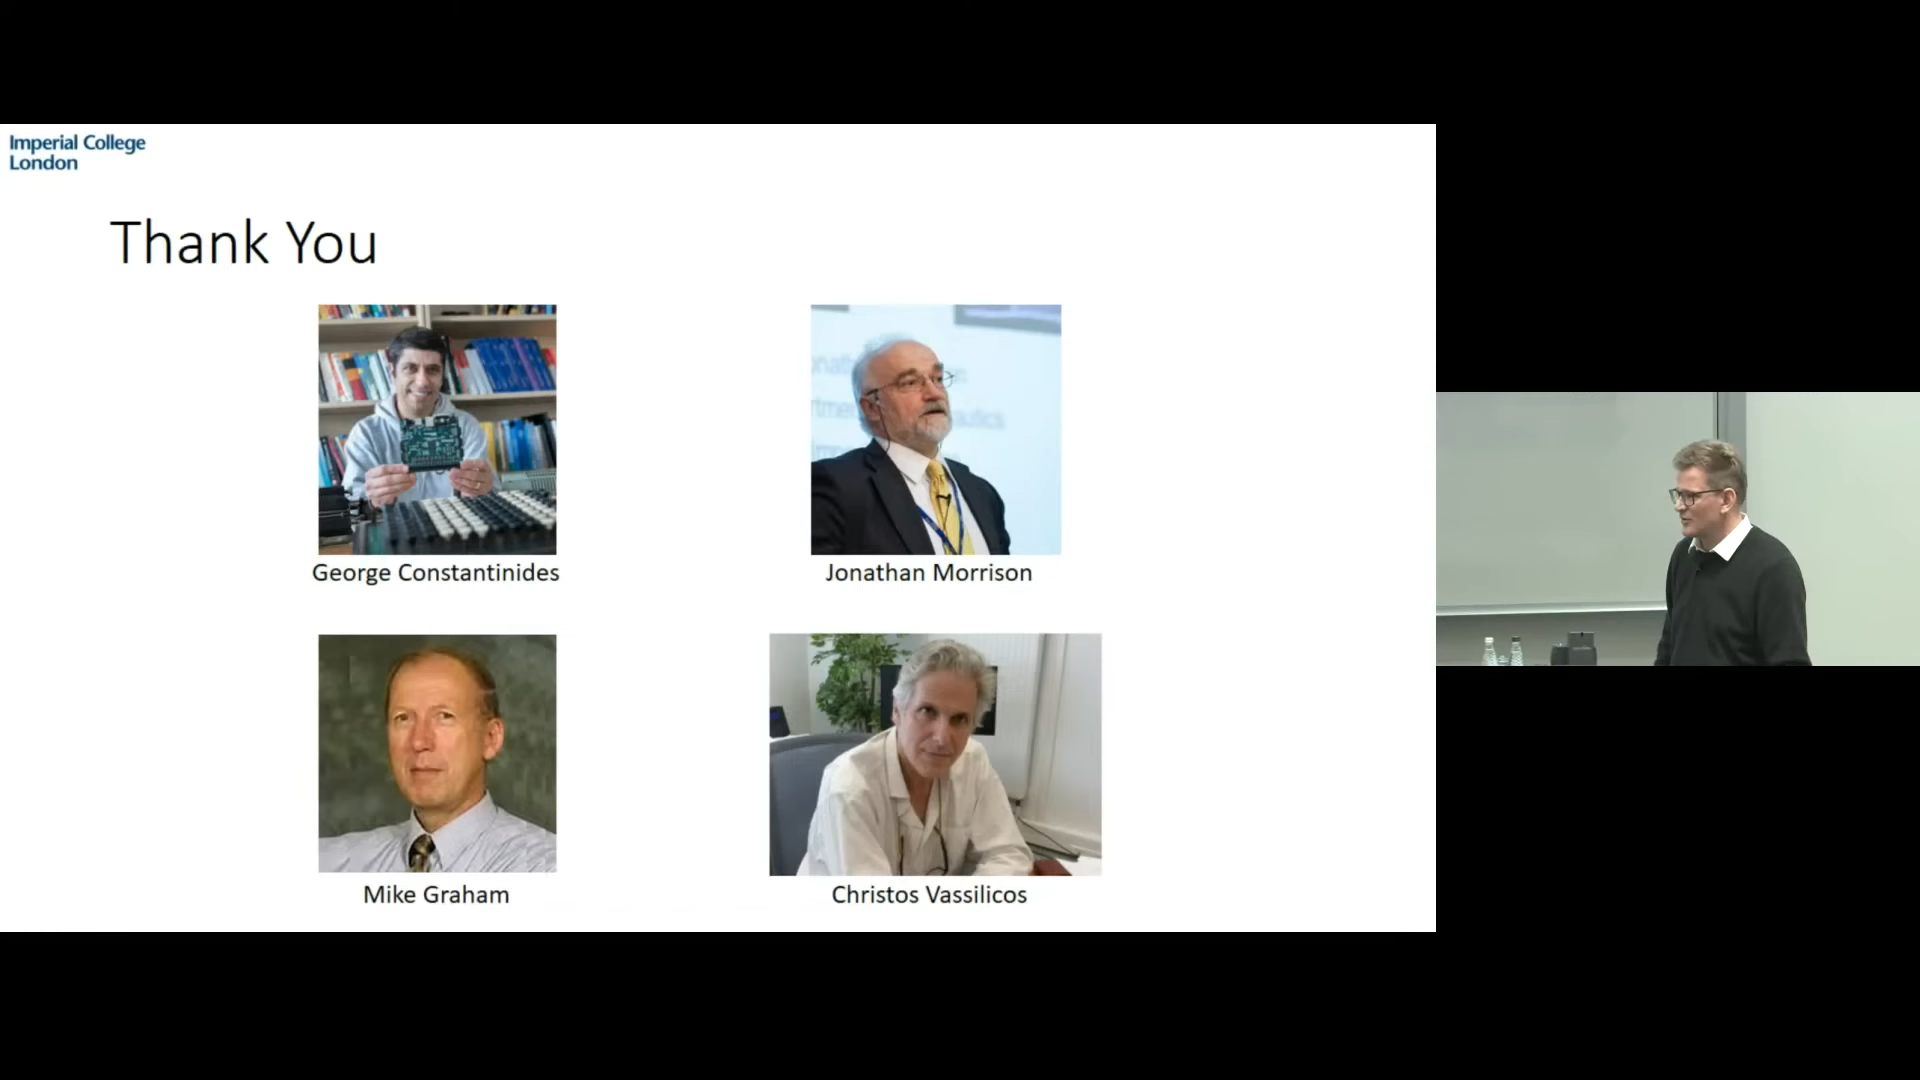 Imperial College
London
Thank You
George Constantinides
Jonathan Morrison
Mike Graham
Christos Vassilicos